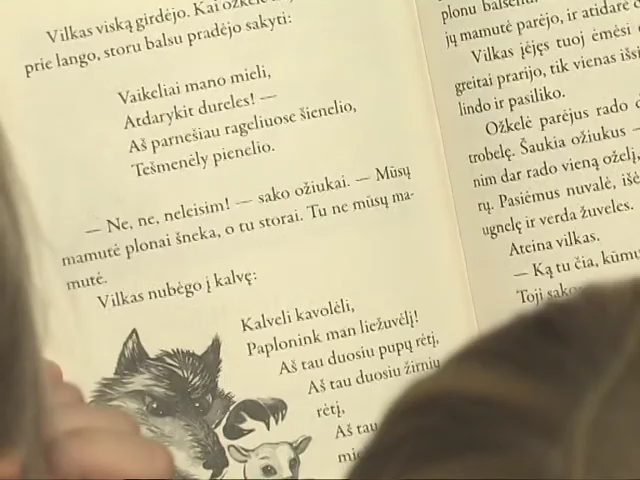 Vilkas viską girdėjo. Kai
prie lango, storu balsu pradėjo sakyti:
Vaikeliai mano mieli,
Atdarykit dureles! —
Aš parnešiau rageliuose šienelio,
Tešmenėly pienelio.
— Ne, ne, neleisim! — sako ožiukai. — Mūsų
mamutė plonai šneka, o tu storai. Tu ne mūsų ma-
mutė.
Vilkas nubėgo į kalvę:
Kalveli kavolėli,
Paplonink man liežuvėlį!
Aš tau duosiu pupų rėtį,
Aš tau duosiu žirnių
rėtį,
Aš tau
plonu
jų mamutė parėjo, ir atidarė
Vilkas įėjęs tuoj ėmėsi
greitai prarijo, tik vienas
lindo ir pasiliko.
Ožkelė parėjus rado
trobelę. Šaukia ožiukus —
nim dar rado vieną oželį,
rų. Pasiėmus nuvalė,
ugnelę ir verda žuveles.
Ateina vilkas.
— Ką tu čia,
Toji